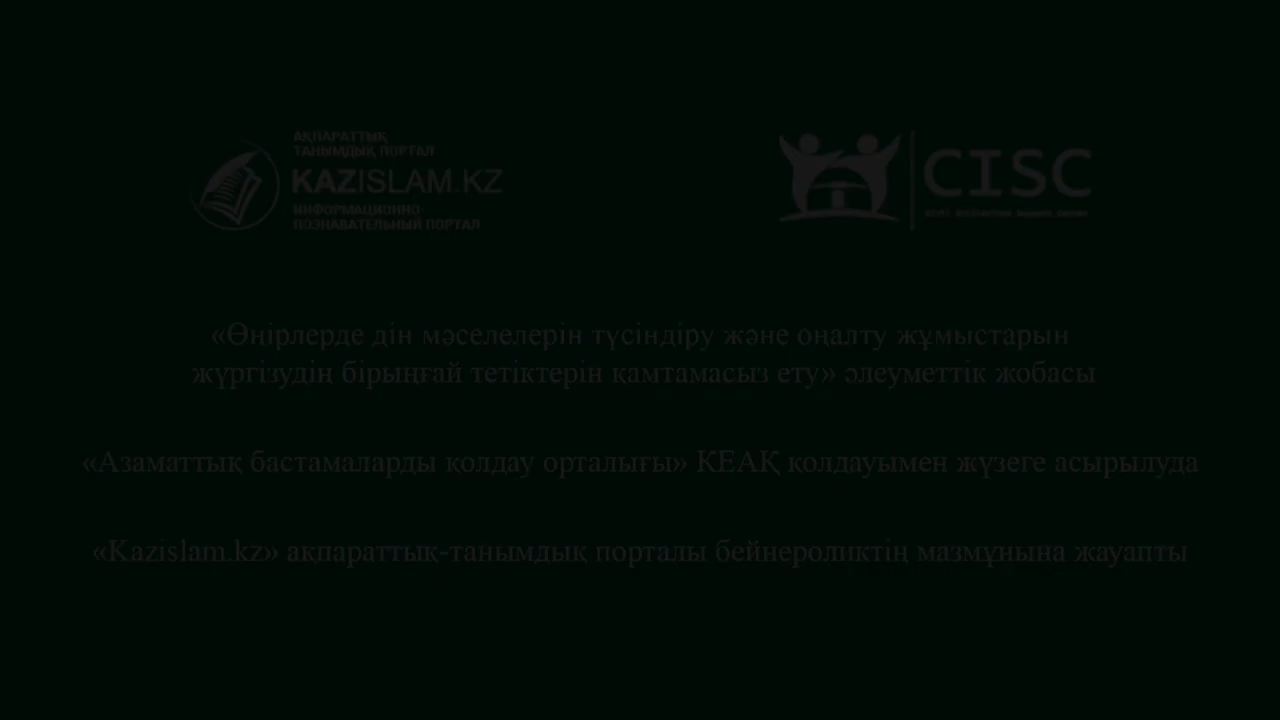 АҚПАРАТТЫҚ
ТАНЫМДЫҚ ПОРТАЛ
KAZISLAM.KZ
ИНФОРМАЦИОННО
ПОЗНАВАТЕЛЬНЫЙ ПОРТАЛ
CISC
«Өңірлерде дін мәселелерін түсіндіру және оңалту жұмыстарын
жүргізудің бірыңғай тетіктерін қамтамасыз ету» әлеуметтік жобасы
«Азаматтық бастамаларды қолдау орталығы» КЕАҚ қолдауымен жүзеге асырылуда
«Kazislam.kz» ақпараттық-танымдық порталы бейнероликтің мазмұнына жауапты